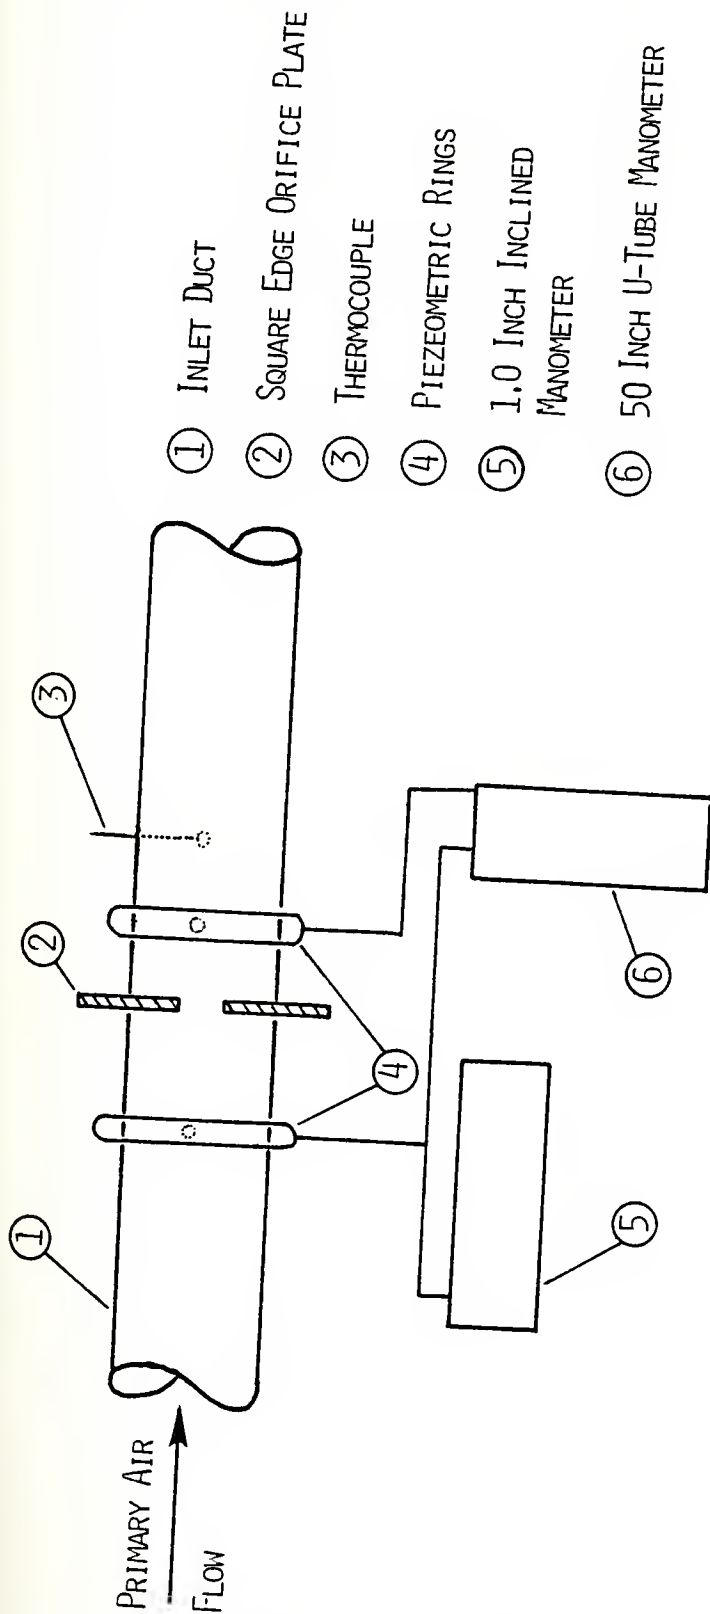 PRIMARY AIR
FLOW
①
②
③
④
⑤
⑥
① INLET DUCT
② SQUARE EDGE ORIFICE PLATE
③ THERMOCOUPLE
④ PIEZEOMETRIC RINGS
⑤ 1.0 INCH INCLINED
MANOMETER
⑥ 50 INCH U-TUBE MANOMETER